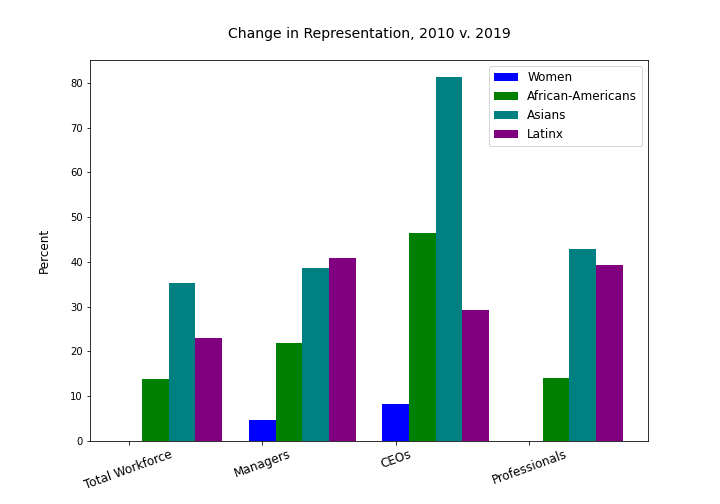 Change in Representation, 2010 v. 2019
Women
African-Americans
Asians
Latinx
Percent
80
70
60
50
40
30
20
10
0
Total Workforce
Managers
CEOs
Professionals